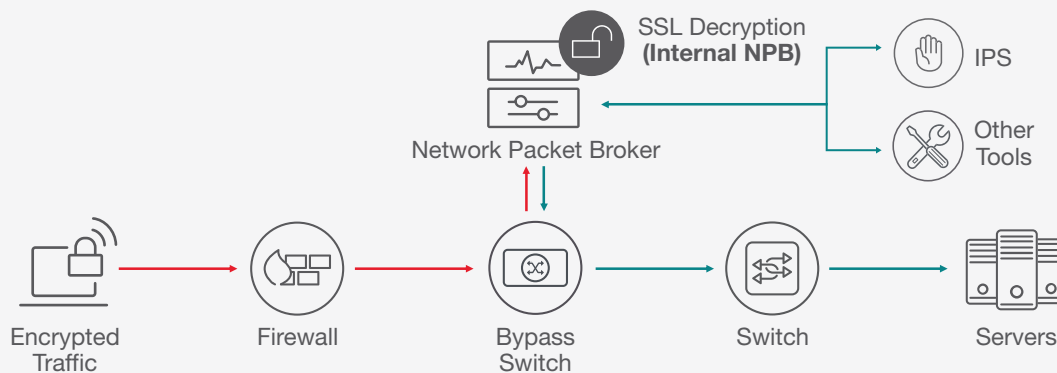 SSL Decryption
(Internal NPB)
IPS
Other
Tools
Network Packet Broker
Encrypted
Traffic
Firewall
Bypass
Switch
Switch
Servers